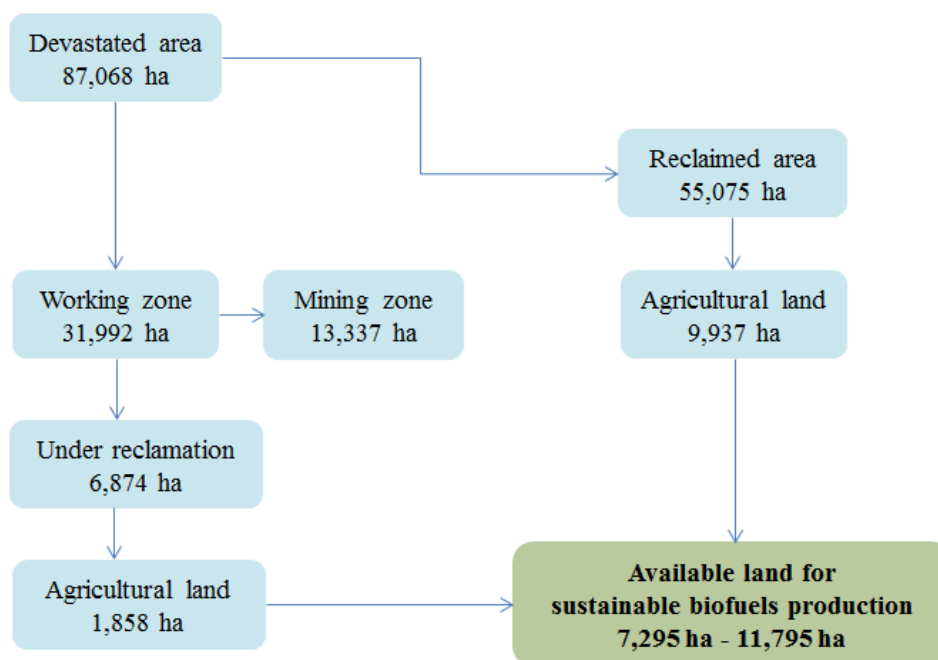 Devastated area
87,068 ha
Reclaimed area
55,075 ha
Working zone
31,992 ha
Mining zone
13,337 ha
Agricultural land
9,937 ha
Under reclamation
6,874 ha
Agricultural land
1,858 ha
Available land for
sustainable biofuels production
7,295 ha - 11,795 ha